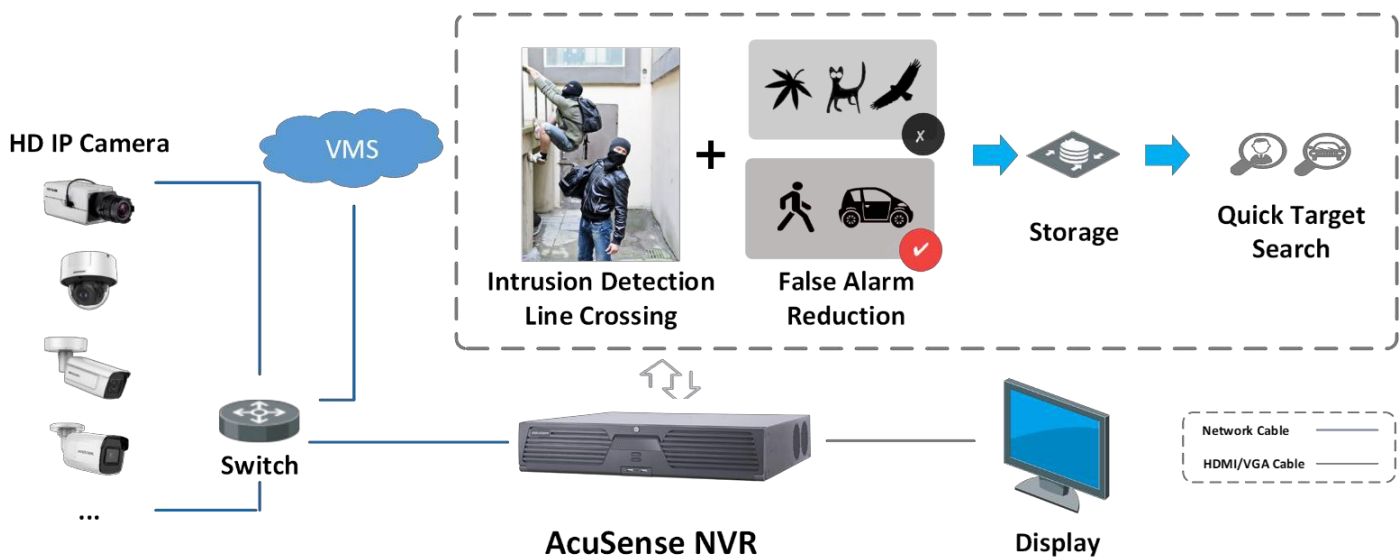 HD IP Camera
VMS
Intrusion Detection
Line Crossing
+
False Alarm
Reduction
Storage
Quick Target
Search
Switch
...
AcuSense NVR
Display
Network Cable
HDMI/VGA Cable